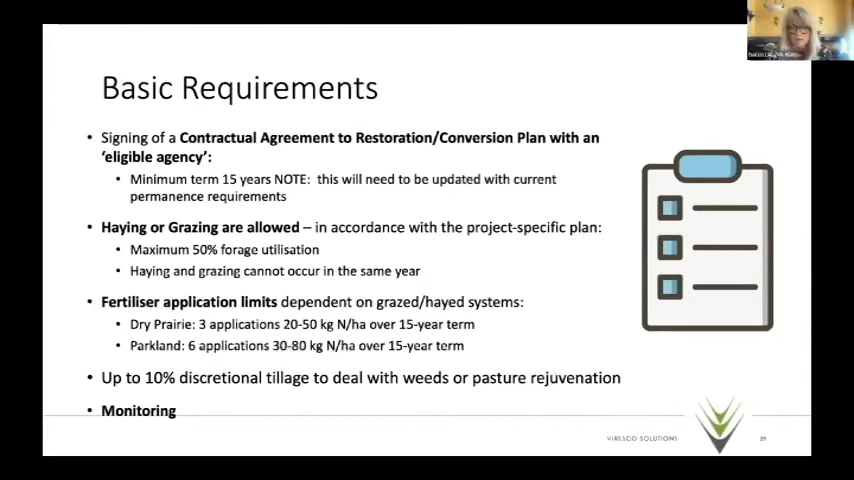 Basic Requirements
• Signing of a Contractual Agreement to Restoration/Conversion Plan with an
‘eligible agency’:
• Minimum term 15 years NOTE: this will need to be updated with current
permanence requirements
• Haying or Grazing are allowed – in accordance with the project-specific plan:
• Maximum 50% forage utilisation
• Haying and grazing cannot occur in the same year
• Fertiliser application limits dependent on grazed/hayed systems:
• Dry Prairie: 3 applications 20-50 kg N/ha over 15-year term
• Parkland: 6 applications 30-80 kg N/ha over 15-year term
• Up to 10% discretional tillage to deal with weeds or pasture rejuvenation
• Monitoring
VIRESCO SOLUTIONS
29